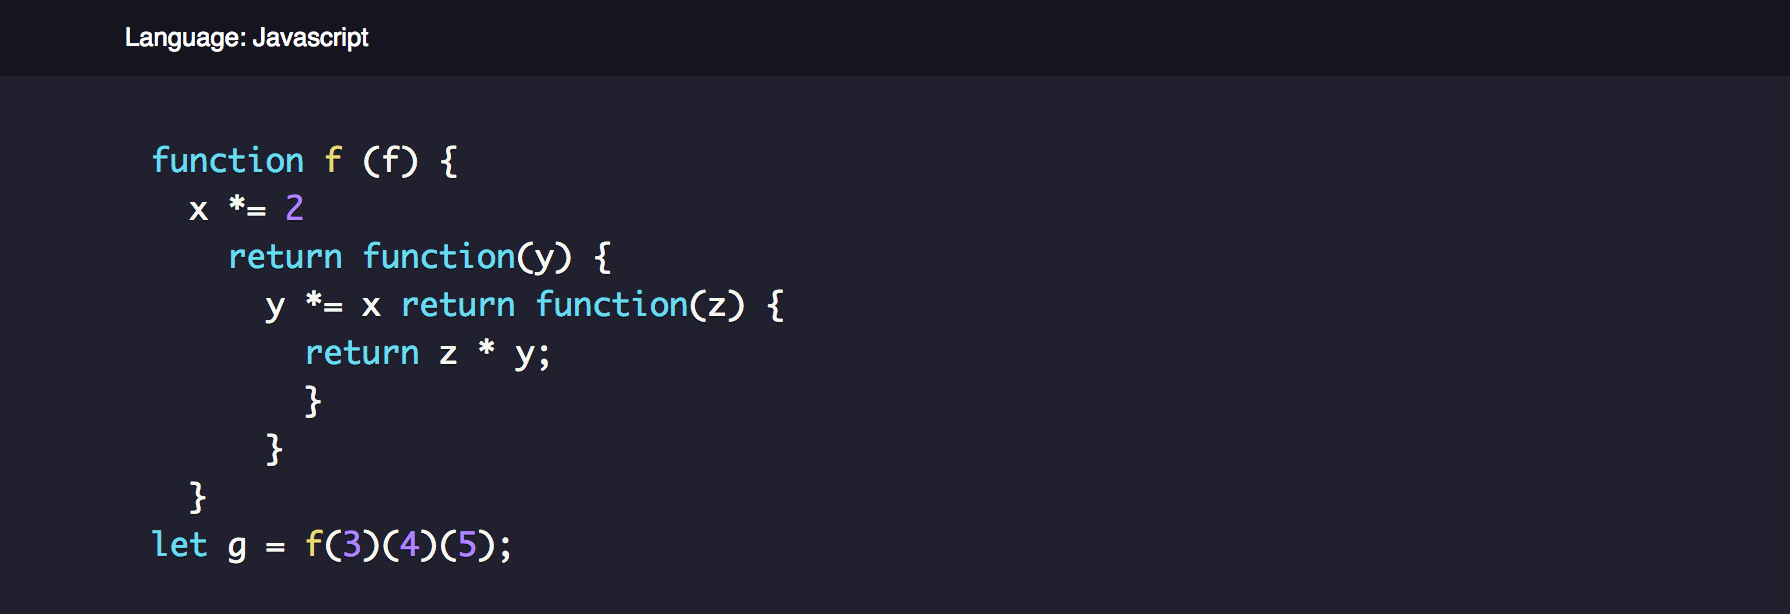 Language: Javascript
function f (f) {
x *= 2
return function(y) {
y *= x return function(z) {
return z * y;
}
}
}
let g = f(3)(4)(5);